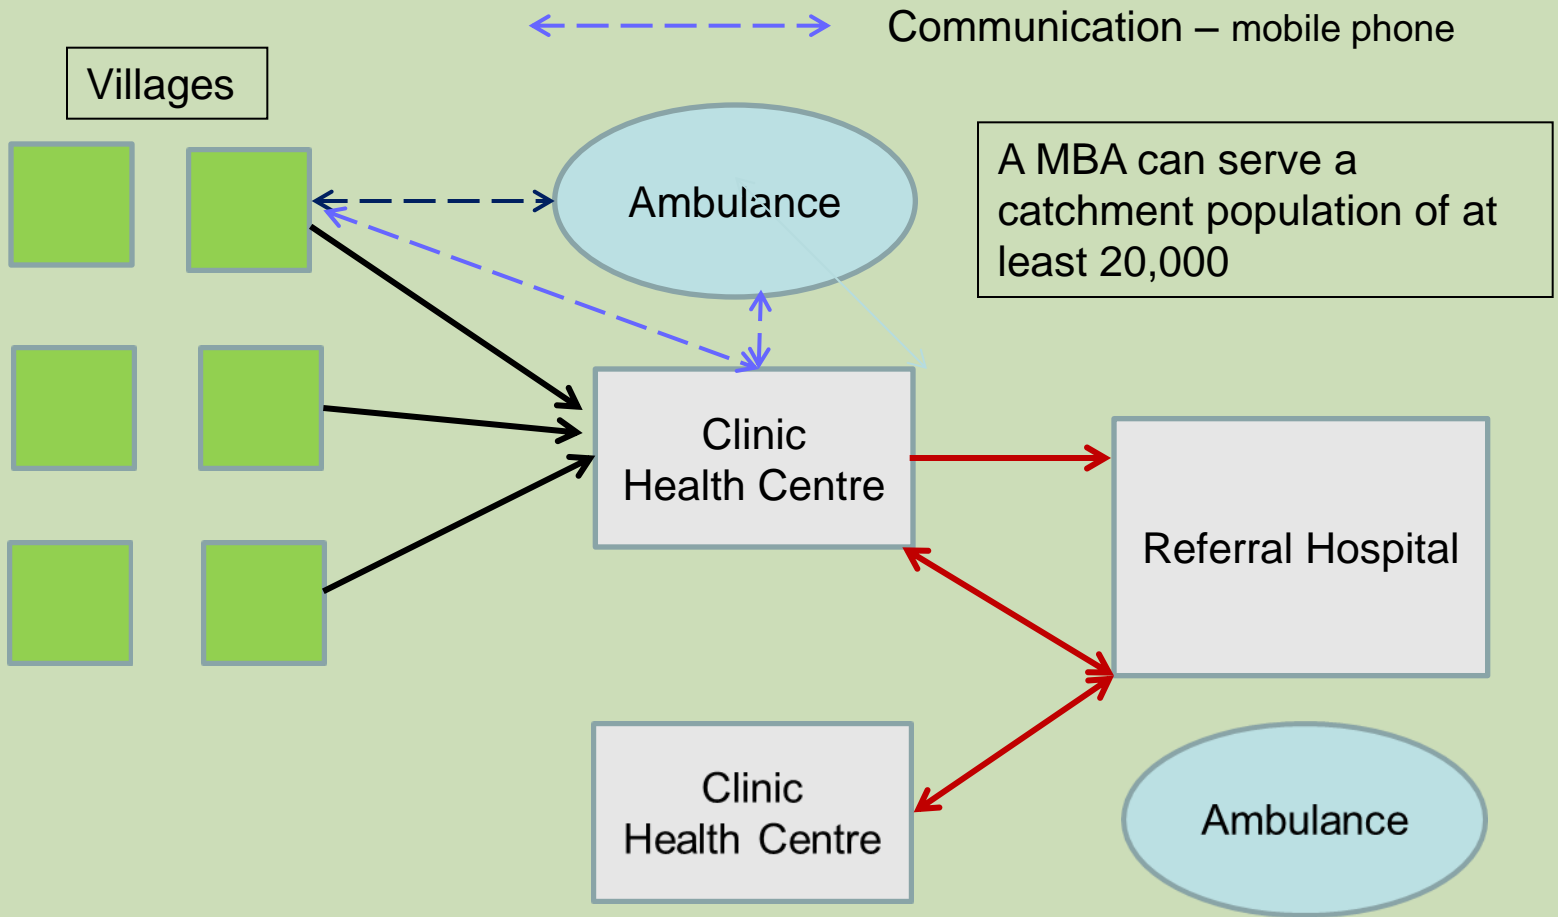 Communication – mobile phone
Villages
Ambulance
A MBA can serve a
catchment population of at
least 20,000
Clinic
Health Centre
Referral Hospital
Clinic
Health Centre
Ambulance